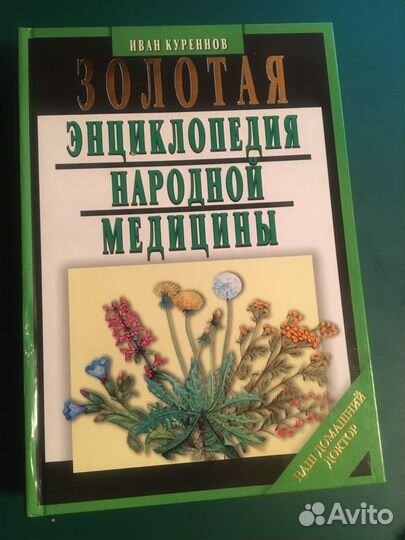 ИВАН КУРЕННОВ
ЗОЛОТАЯ
ЭНЦИКЛОПЕДИЯ
НАРОДНОЙ
МЕДИЦИНЫ
ВАШ ДОМАШНИЙ
ДОКТОР
Avito